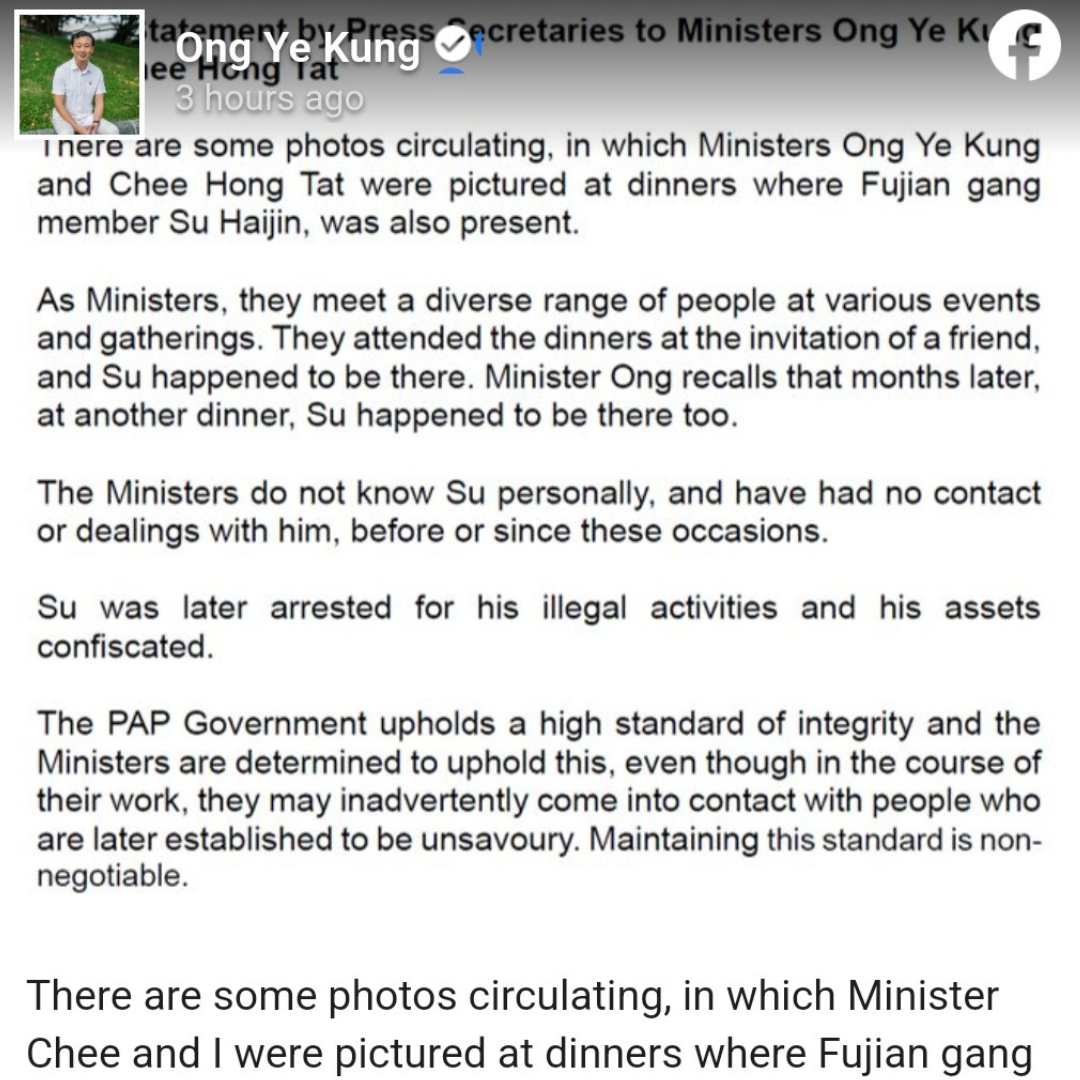 tatement by Press Secretaries to Ministers Ong Ye Kung
Ong Ye Kung
ee Hong Tat
3 hours ago
There are some photos circulating, in which Ministers Ong Ye Kung
and Chee Hong Tat were pictured at dinners where Fujian gang
member Su Haijin, was also present.
As Ministers, they meet a diverse range of people at various events
and gatherings. They attended the dinners at the invitation of a friend,
and Su happened to be there. Minister Ong recalls that months later,
at another dinner, Su happened to be there too.
The Ministers do not know Su personally, and have had no contact
or dealings with him, before or since these occasions.
Su was later arrested for his illegal activities and his assets
confiscated.
The PAP Government upholds a high standard of integrity and the
Ministers are determined to uphold this, even though in the course of
their work, they may inadvertently come into contact with people who
are later established to be unsavoury. Maintaining this standard is non-
negotiable.
There are some photos circulating, in which Minister
Chee and I were pictured at dinners where Fujian gang